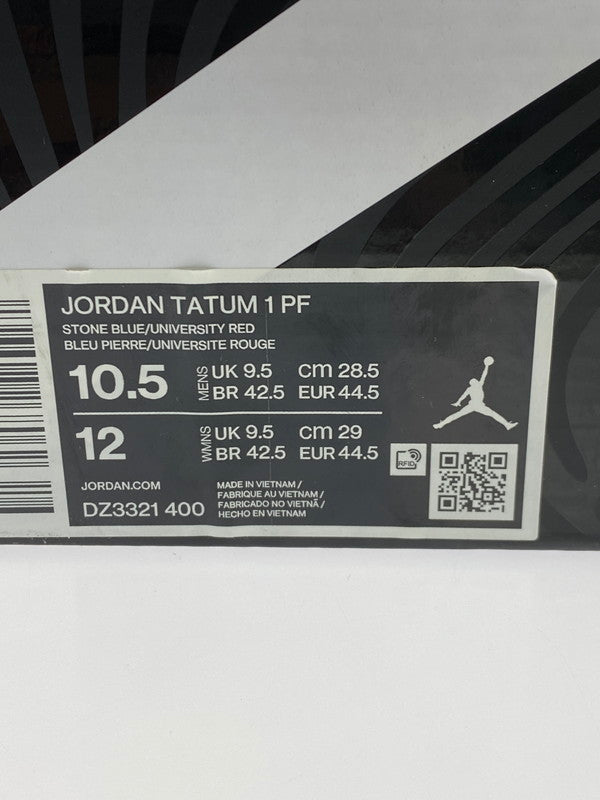 JORDAN TATUM 1 PF
STONE BLUE/UNIVERSITY RED
BLEU PIERRE/UNIVERSITE ROUGE
10.5 MENS UK 9.5 cm 28.5
BR 42.5 EUR 44.5
12 WMNS UK 9.5 cm 29
BR 42.5 EUR 44.5
RFID
JORDAN.COM
DZ3321 400
MADE IN VIETNAM /
FABRIQUE AU VIETNAM /
FABRICADO NO VIETNÃ /
HECHO EN VIETNAM